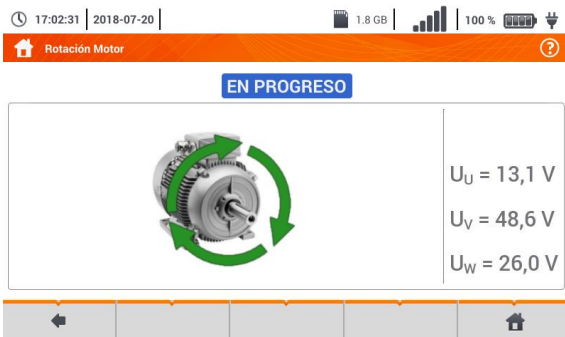 17:02:31 2018-07-20 1.8 GB 100 %
Rotación Motor ?
EN PROGRESO
UU = 13,1 V
UV = 48,6 V
UW = 26,0 V